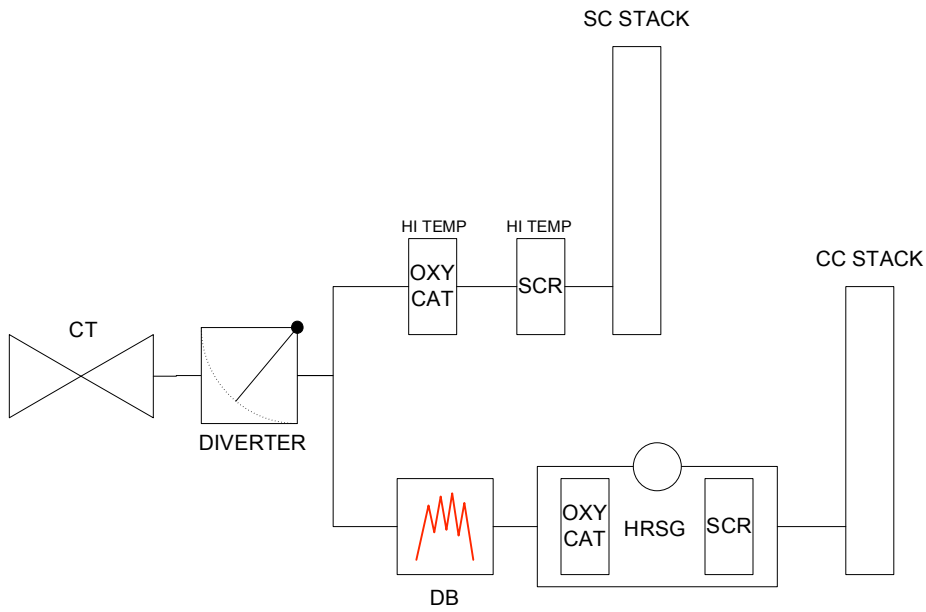 SC STACK
HI TEMP
HI TEMP
CC STACK
OXY
CAT
SCR
CT
DIVERTER
OXY
CAT
HRSG
SCR
DB